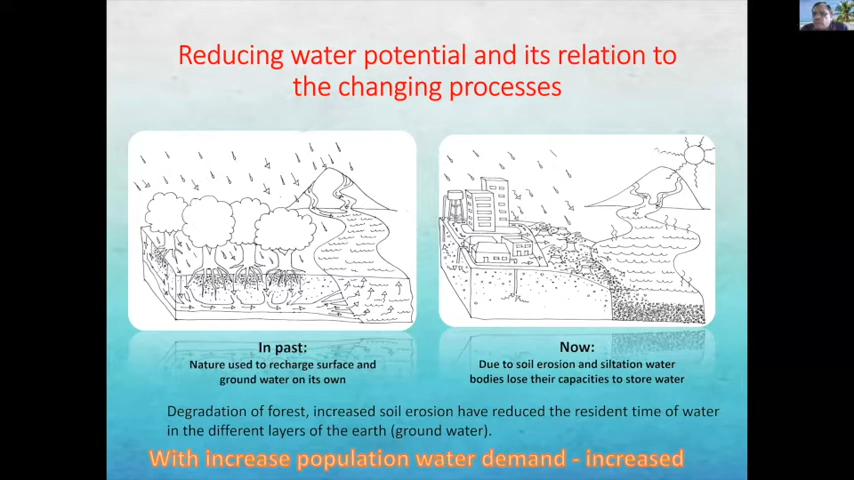 Reducing water potential and its relation to
the changing processes
In past:
Nature used to recharge surface and
ground water on its own
Now:
Due to soil erosion and siltation water
bodies lose their capacities to store water
Degradation of forest, increased soil erosion have reduced the resident time of water
in the different layers of the earth (ground water).
With increase population water demand - increased